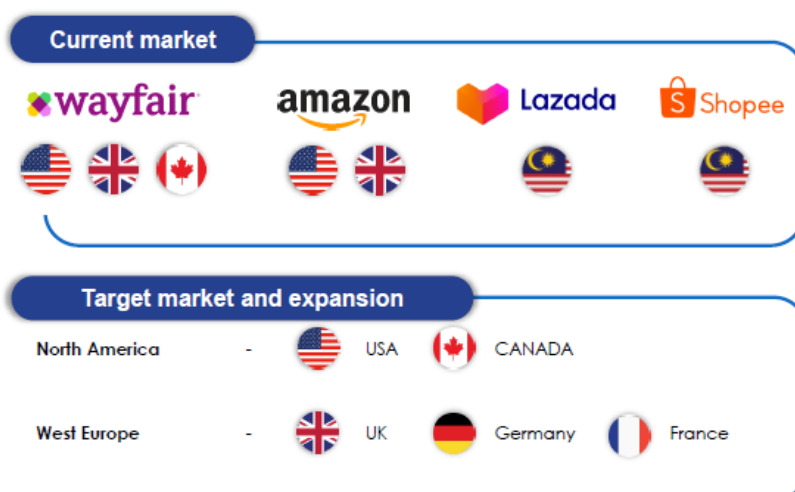 Current market
wayfair amazon Lazada S Shopee
Target market and expansion
North America - USA CANADA
West Europe - UK Germany France